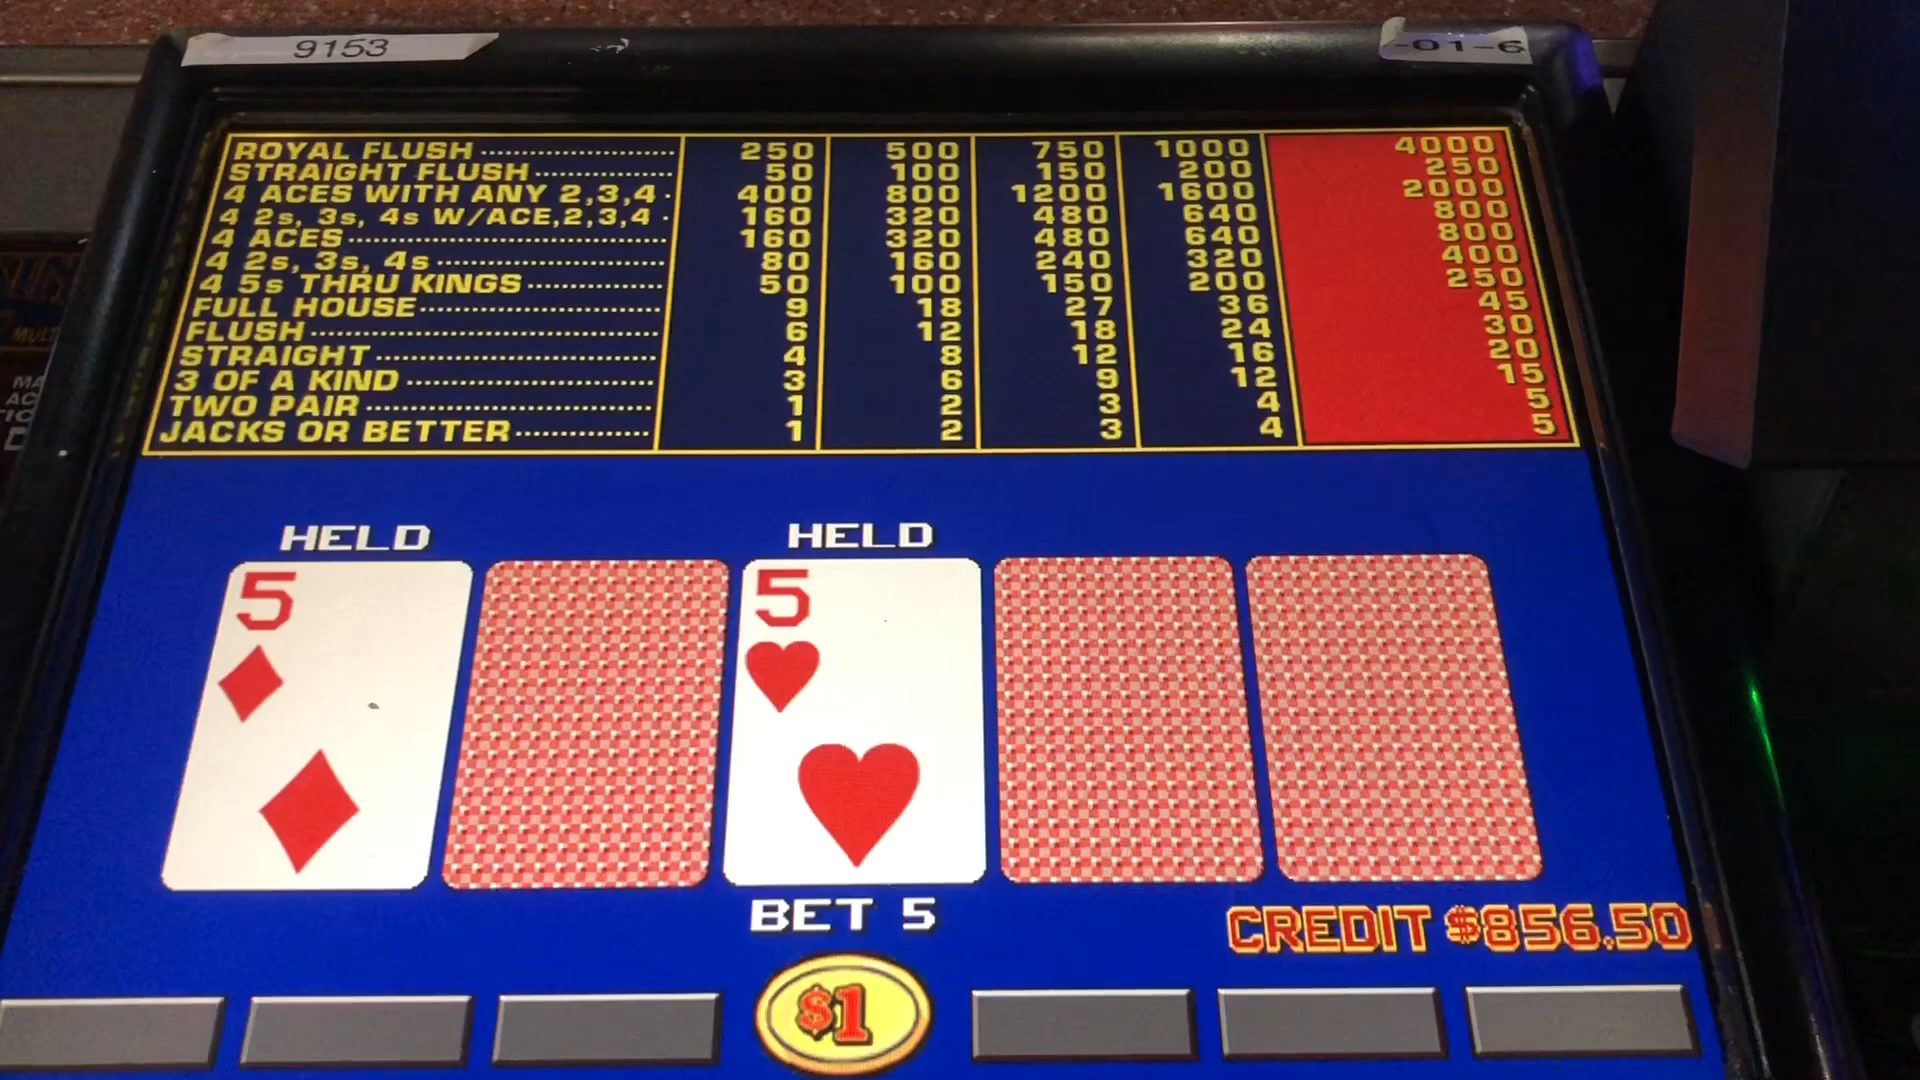 9153
-01-6
ROYAL FLUSH 250 500 750 1000 4000
STRAIGHT FLUSH 50 100 150 200 250
4 ACES WITH ANY 2,3,4 400 800 1200 1600 2000
4 2s, 3s, 4s W/ACE,2,3,4 160 320 480 640 800
4 ACES 160 320 480 640 800
4 2s, 3s, 4s 80 160 240 320 400
4 5s THRU KINGS 50 100 150 200 250
FULL HOUSE 9 18 27 36 45
FLUSH 6 12 18 24 30
STRAIGHT 4 8 12 16 20
3 OF A KIND 3 6 9 12 15
TWO PAIR 1 2 3 4 5
JACKS OR BETTER 1 2 3 4 5
HELD HELD
5 5
BET 5 CREDIT $856.50
$1